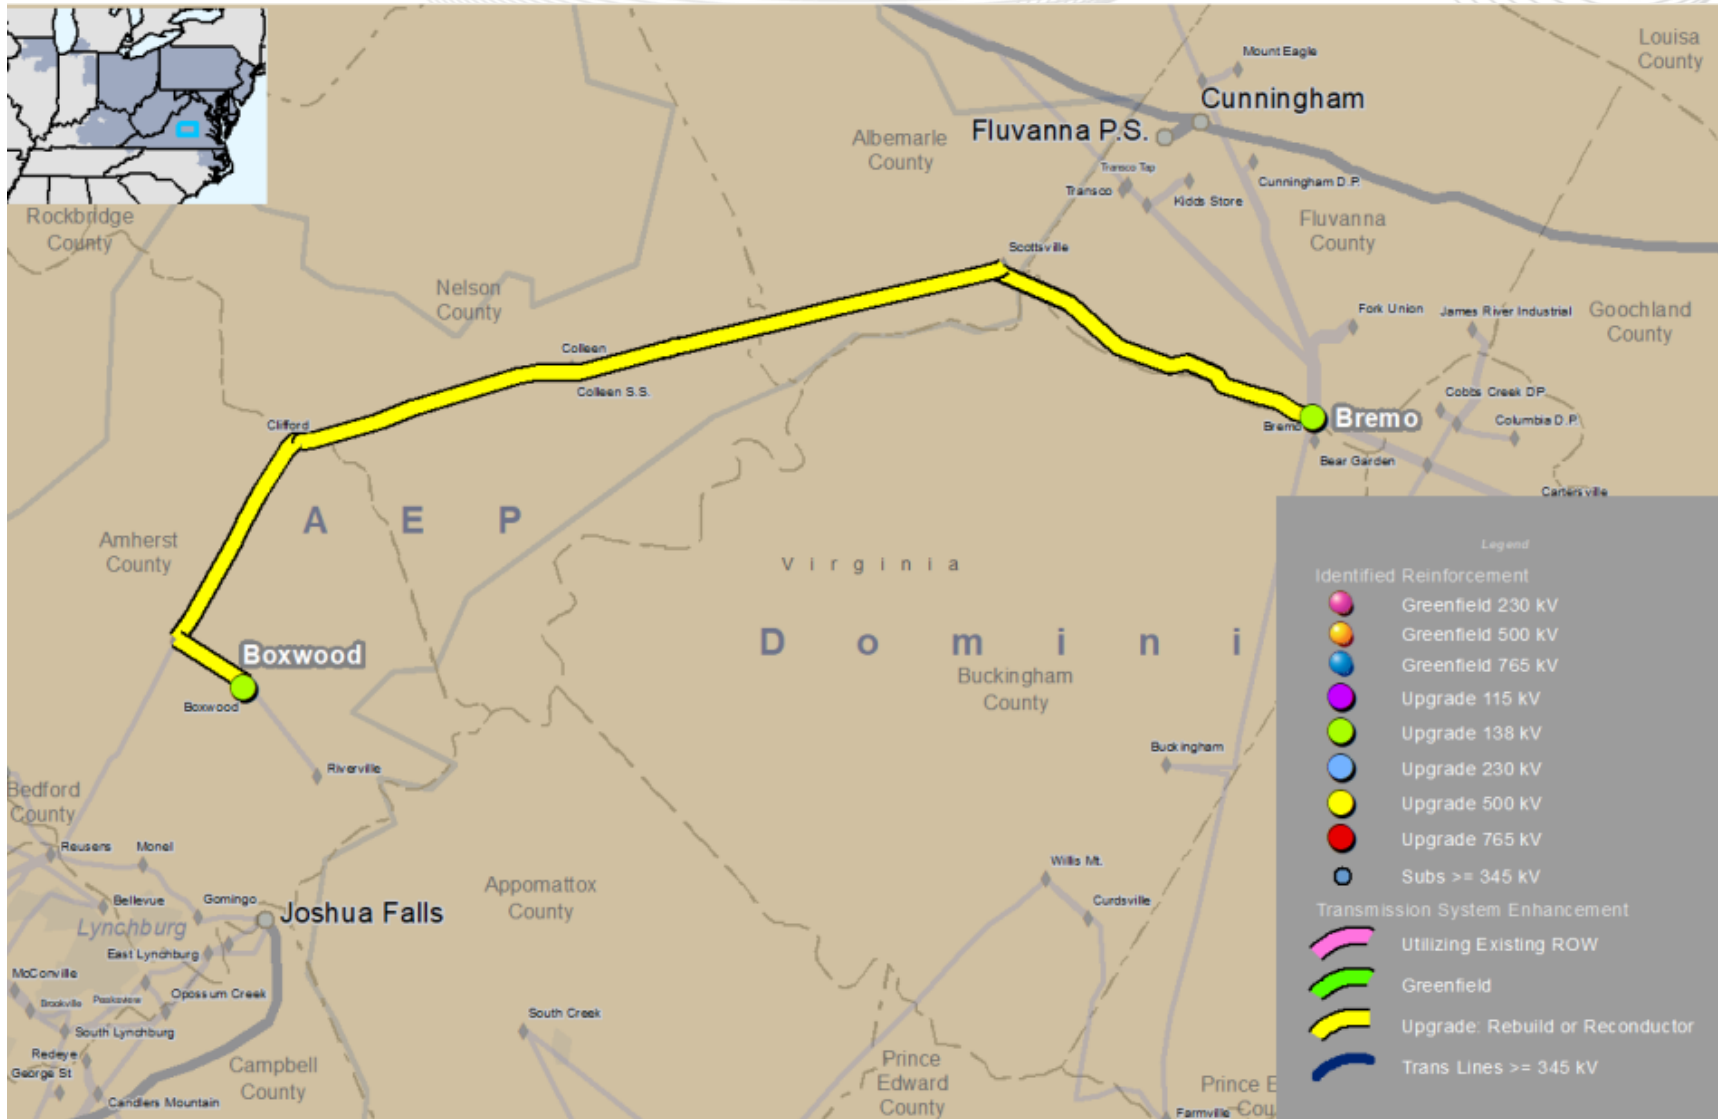 Louisa
County
Mount Eagle
Cunningham
Fluvanna P.S.
Albemarle
County
Transco Tap
Transco
Cunningham D.P.
Kidds Store
Rockbridge
County
Fluvanna
County
Scottsville
Nelson
County
Fork Union
James River Industrial
Goochland
County
Colleen
Colleen S.S.
Cobbs Creek DP
Columbia D.P.
Clifford
Bremo
Bremo
Bear Garden
Cartersville
A E P
Amherst
County
Virginia
Domini
Boxwood
Boxwood
Buckingham
County
Buckingham
Riverville
Bedford
County
Reusens
Monel
Willis Mt.
Appomattox
County
Curdsville
Bellevue
Gomingo
Joshua Falls
Lynchburg
East Lynchburg
McConville
Opossum Creek
Brookville
Peakview
South Lynchburg
South Creek
Redeye
George St
Campbell
County
Candlers Mountain
Prince
Edward
County
Prince E
Cou
Farmville
Legend
Identified Reinforcement
Greenfield 230 kV
Greenfield 500 kV
Greenfield 765 kV
Upgrade 115 kV
Upgrade 138 kV
Upgrade 230 kV
Upgrade 500 kV
Upgrade 765 kV
Subs >= 345 kV
Transmission System Enhancement
Utilizing Existing ROW
Greenfield
Upgrade: Rebuild or Reconductor
Trans Lines >= 345 kV